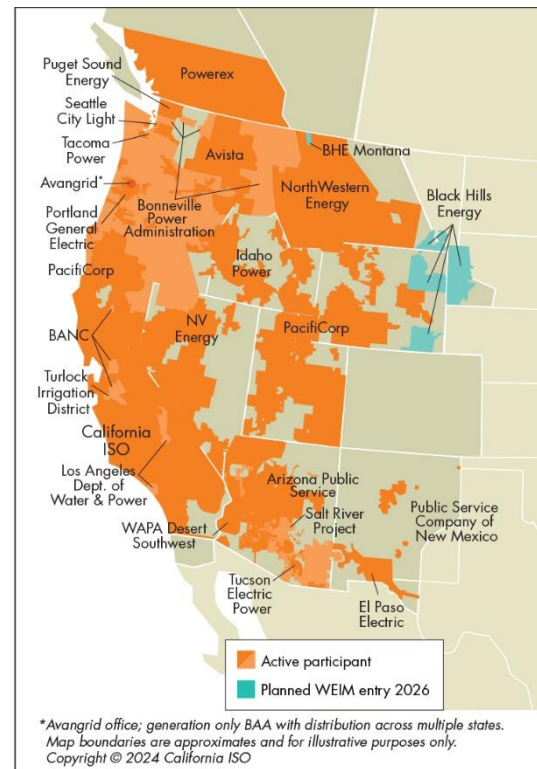 Powerex
Puget Sound
Energy
Seattle
City Light
Tacoma
Power
Avista
BHE Montana
Avangrid*
NorthWestern
Energy
Black Hills
Energy
Bonneville
Power
Administration
Portland
General
Electric
Idaho
Power
PacifiCorp
NV
Energy
PacifiCorp
BANC
Turlock
Irrigation
District
California
ISO
Los Angeles
Dept. of
Water & Power
Arizona Public
Service
Salt River
Project
Public Service
Company of
New Mexico
WAPA Desert
Southwest
Tucson
Electric
Power
El Paso
Electric
Active participant
Planned WEIM entry 2026
*Avangrid office; generation only BAA with distribution across multiple states.
Map boundaries are approximates and for illustrative purposes only.
Copyright © 2024 California ISO